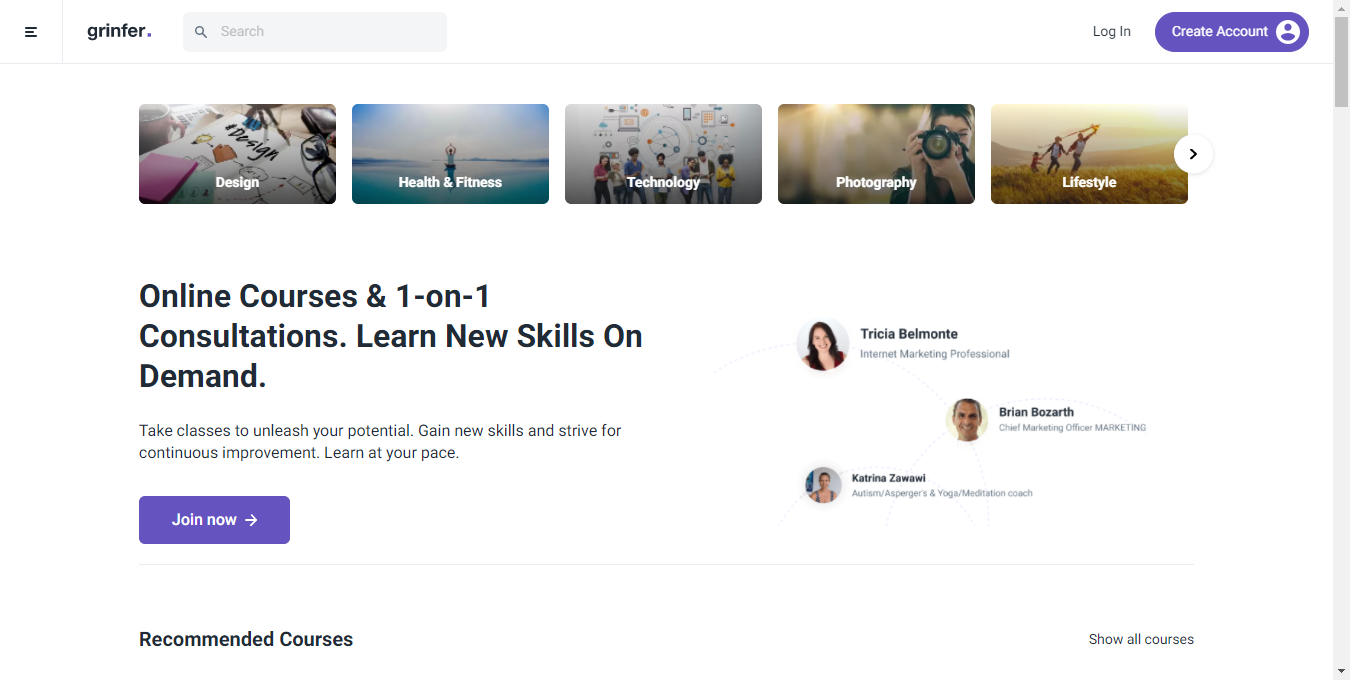 grinfer.
Search
Log In
Create Account
#Design
Design
Health & Fitness
Technology
Photography
Lifestyle
Online Courses & 1-on-1
Consultations. Learn New Skills On
Demand.
Take classes to unleash your potential. Gain new skills and strive for
continuous improvement. Learn at your pace.
Join now
Tricia Belmonte
Internet Marketing Professional
Brian Bozarth
Chief Marketing Officer MARKETING
Katrina Zawawi
Autism/Asperger's & Yoga/Meditation coach
Recommended Courses
Show all courses